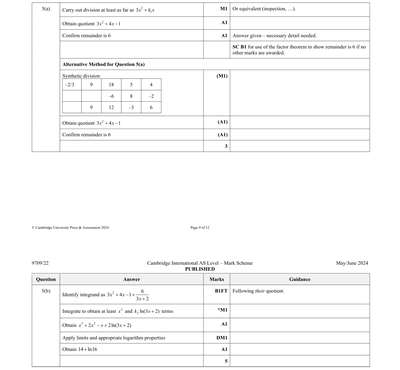 5(a) Carry out division at least as far as 3x² + k₁x M1 Or equivalent (inspection, …).
Obtain quotient 3x² + 4x − 1 A1
Confirm remainder is 6 A1 Answer given – necessary detail needed.
SC B1 for use of the factor theorem to show remainder is 6 if no
other marks are awarded.
Alternative Method for Question 5(a)
Synthetic division (M1)
–2/3 9 18 5 4
–6 8 –2
9 12 –3 6
Obtain quotient 3x² + 4x − 1 (A1)
Confirm remainder is 6 (A1)
3
© Cambridge University Press & Assessment 2024 Page 9 of 12
9709/22 Cambridge International AS Level – Mark Scheme May/June 2024
PUBLISHED
Question Answer Marks Guidance
5(b) Identify integrand as 3x² + 4x − 1 + 6/(3x + 2) B1FT Following their quotient.
Integrate to obtain at least x³ and k₂ ln(3x + 2) terms *M1
Obtain x³ + 2x² − x + 2 ln(3x + 2) A1
Apply limits and appropriate logarithm properties DM1
Obtain 14 + ln16 A1
5